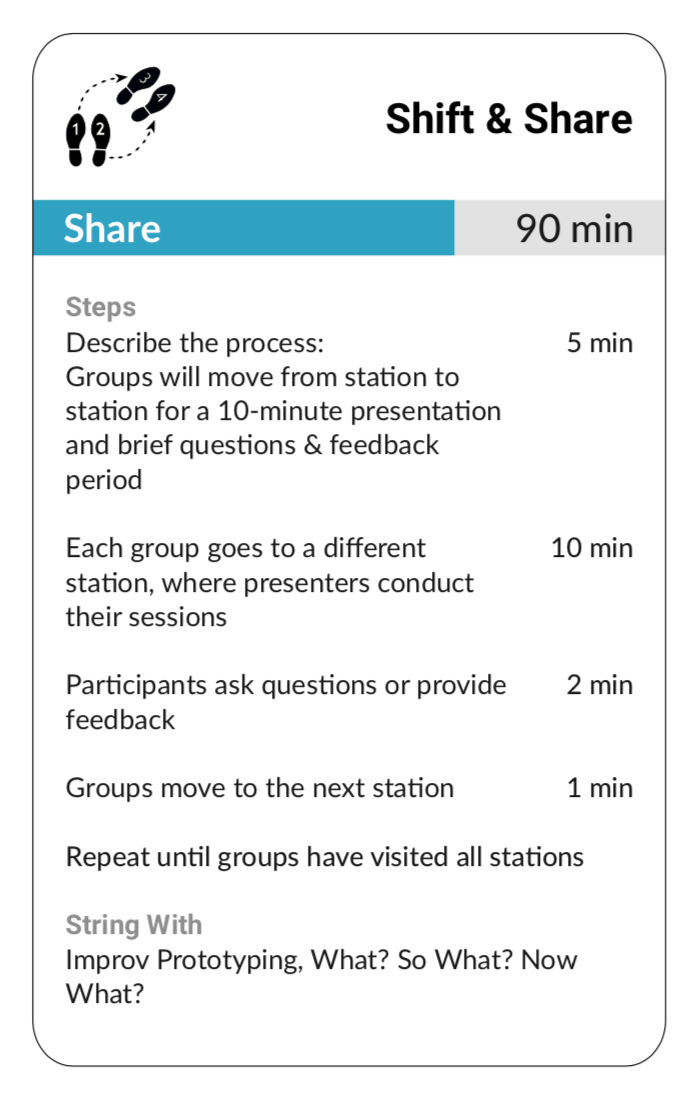 1 2 3 4
Shift & Share
Share 90 min
Steps
Describe the process: 5 min
Groups will move from station to
station for a 10-minute presentation
and brief questions & feedback
period
Each group goes to a different 10 min
station, where presenters conduct
their sessions
Participants ask questions or provide 2 min
feedback
Groups move to the next station 1 min
Repeat until groups have visited all stations
String With
Improv Prototyping, What? So What? Now
What?